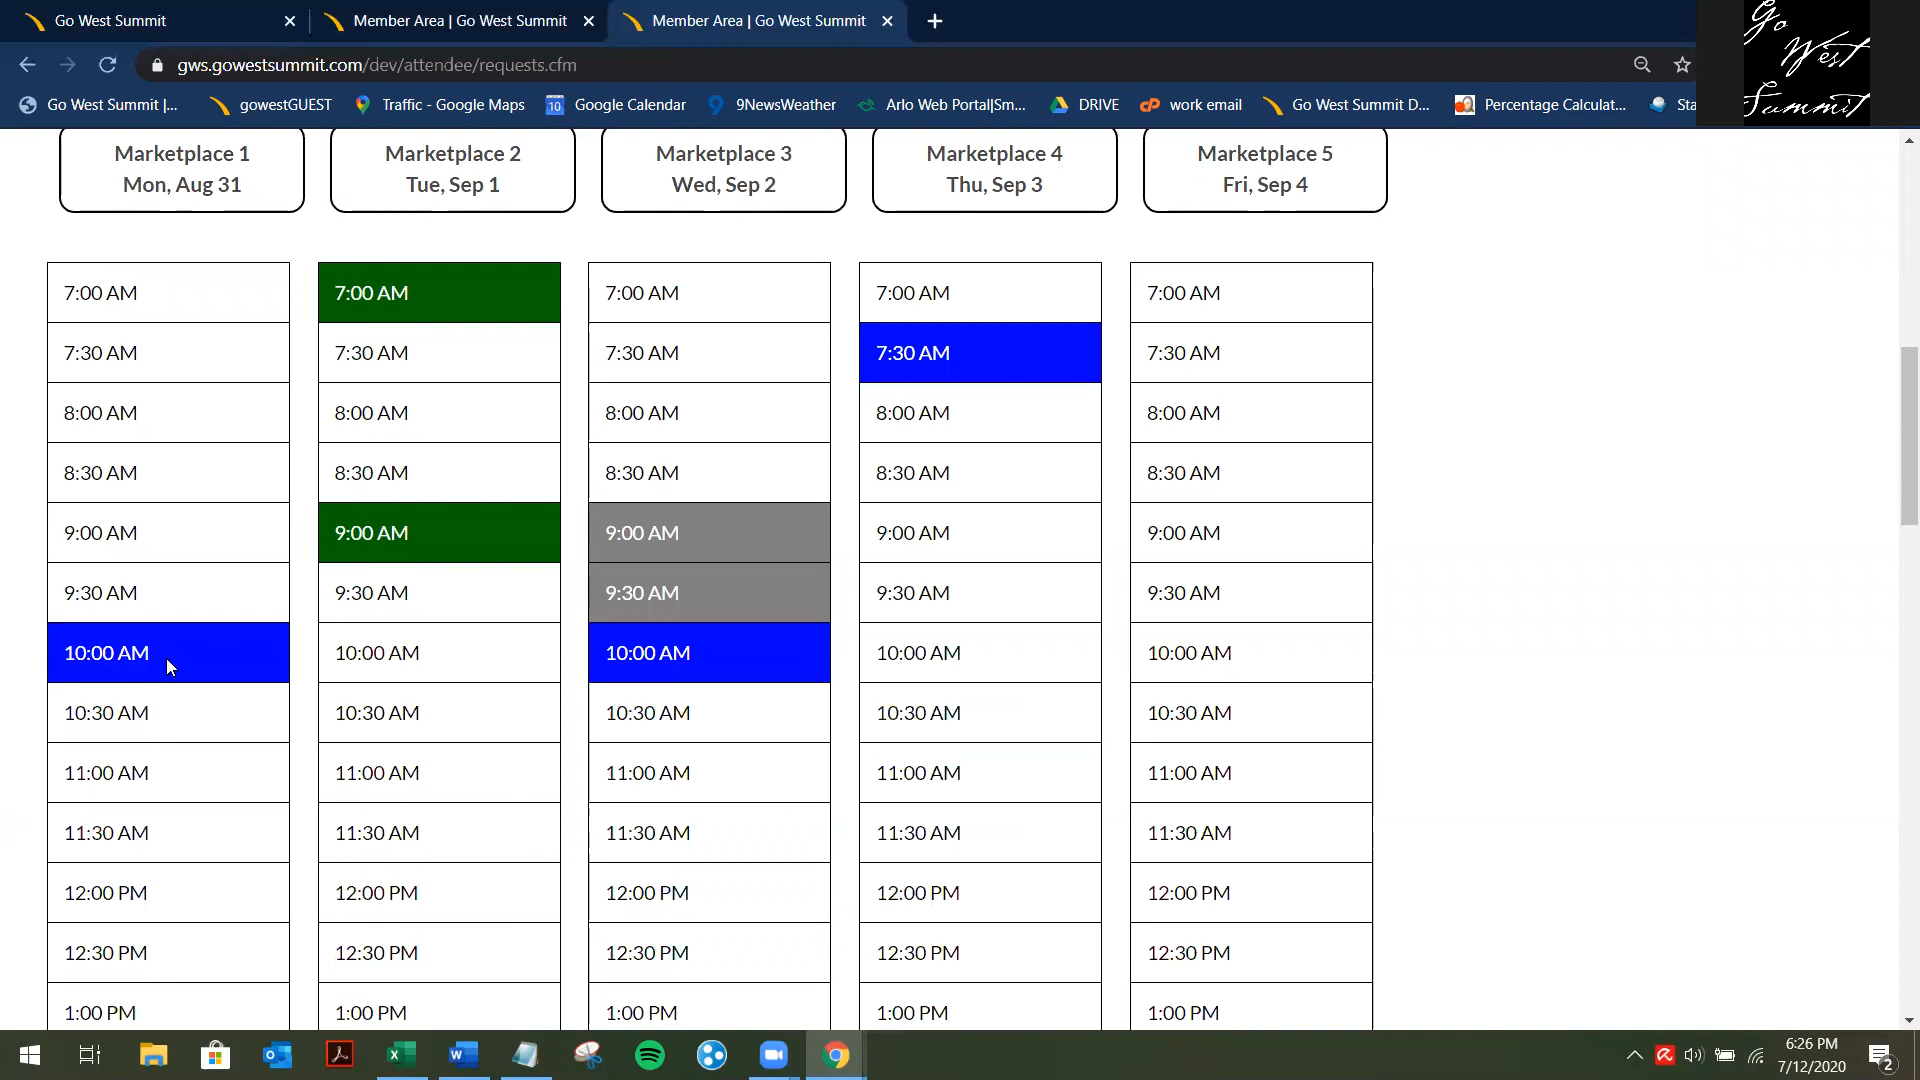 Go West Summit
Member Area | Go West Summit
Member Area | Go West Summit
gws.gowestsummit.com/dev/attendee/requests.cfm
Go West Summit |...
gowestGUEST
Traffic - Google Maps
10
Google Calendar
9NewsWeather
Arlo Web Portal|Sm...
DRIVE
work email
Go West Summit D...
Percentage Calculat...
Sta
Go
West
Summit
Marketplace 1
Mon, Aug 31
Marketplace 2
Tue, Sep 1
Marketplace 3
Wed, Sep 2
Marketplace 4
Thu, Sep 3
Marketplace 5
Fri, Sep 4
7:00 AM 7:00 AM 7:00 AM 7:00 AM 7:00 AM
7:30 AM 7:30 AM 7:30 AM 7:30 AM 7:30 AM
8:00 AM 8:00 AM 8:00 AM 8:00 AM 8:00 AM
8:30 AM 8:30 AM 8:30 AM 8:30 AM 8:30 AM
9:00 AM 9:00 AM 9:00 AM 9:00 AM 9:00 AM
9:30 AM 9:30 AM 9:30 AM 9:30 AM 9:30 AM
10:00 AM 10:00 AM 10:00 AM 10:00 AM 10:00 AM
10:30 AM 10:30 AM 10:30 AM 10:30 AM 10:30 AM
11:00 AM 11:00 AM 11:00 AM 11:00 AM 11:00 AM
11:30 AM 11:30 AM 11:30 AM 11:30 AM 11:30 AM
12:00 PM 12:00 PM 12:00 PM 12:00 PM 12:00 PM
12:30 PM 12:30 PM 12:30 PM 12:30 PM 12:30 PM
1:00 PM 1:00 PM 1:00 PM 1:00 PM 1:00 PM
6:26 PM
7/12/2020
2